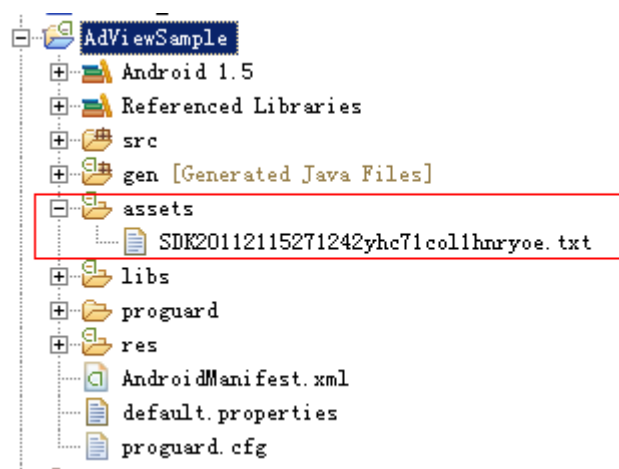 AdViewSample
Android 1.5
Referenced Libraries
src
gen [Generated Java Files]
assets
SDK20112115271242yhc71col1hnryoe.txt
libs
proguard
res
AndroidManifest.xml
default.properties
proguard.cfg